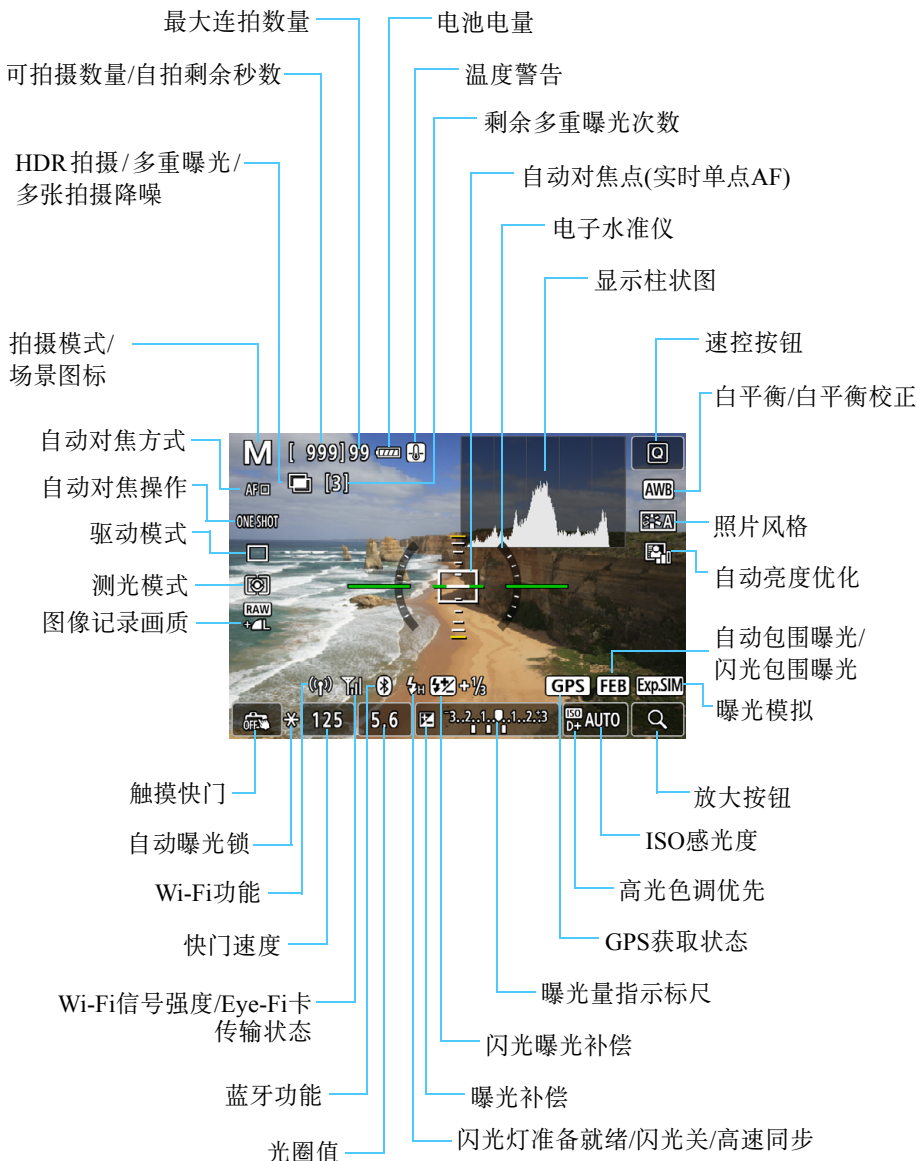 最大连拍数量
电池电量
可拍摄数量/自拍剩余秒数
温度警告
剩余多重曝光次数
HDR拍摄/多重曝光/
多张拍摄降噪
自动对焦点(实时单点AF)
电子水准仪
显示柱状图
拍摄模式/
场景图标
速控按钮
白平衡/白平衡校正
自动对焦方式
自动对焦操作
驱动模式
照片风格
测光模式
自动亮度优化
图像记录画质
自动包围曝光/
闪光包围曝光
曝光模拟
M [ 999] 99
Q
[3]
AF
AWB
ONE SHOT
A
RAW
+ L
H +1/3 GPS FEB Exp.SIM
OFF 125 5.6 -3..2..1..0..1..2.:3 ISO D+ AUTO
触摸快门
放大按钮
自动曝光锁
ISO感光度
Wi-Fi功能
高光色调优先
快门速度
GPS获取状态
Wi-Fi信号强度/Eye-Fi卡
传输状态
曝光量指示标尺
闪光曝光补偿
蓝牙功能
曝光补偿
光圈值
闪光灯准备就绪/闪光关/高速同步